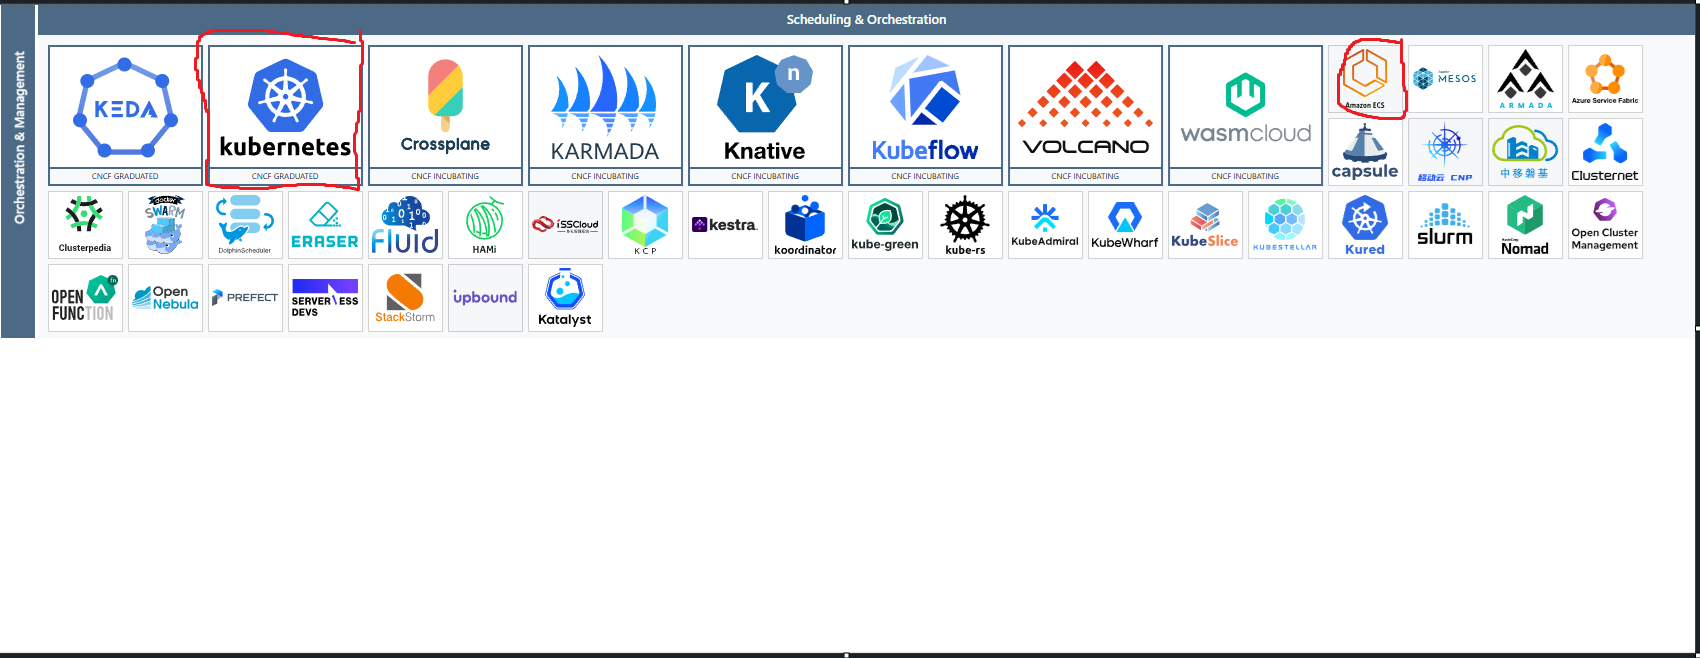 Scheduling & Orchestration
Orchestration & Management
KEDA
CNCF GRADUATED
kubernetes
CNCF GRADUATED
Crossplane
CNCF INCUBATING
KARMADA
CNCF INCUBATING
n
K
Knative
CNCF INCUBATING
Kubeflow
CNCF INCUBATING
VOLCANO
CNCF INCUBATING
wasmcloud
CNCF INCUBATING
Amazon ECS
MESOS
ARMADA
Azure Service Fabric
capsule
移动云 CNP
中移磐基
Clusternet
Clusterpedia
docker
SWARM
DolphinScheduler
ERASER
fluid
HAMi
iSSCloud
KCP
kestra.
koordinator
kube-green
kube-rs
KubeAdmiral
KubeWharf
KubeSlice
KUBESTELLAR
Kured
slurm
Nomad
Open Cluster
Management
OPEN
FUNCTION
Open
Nebula
PREFECT
SERVERLESS
DEVS
StackStorm
upbound
Katalyst